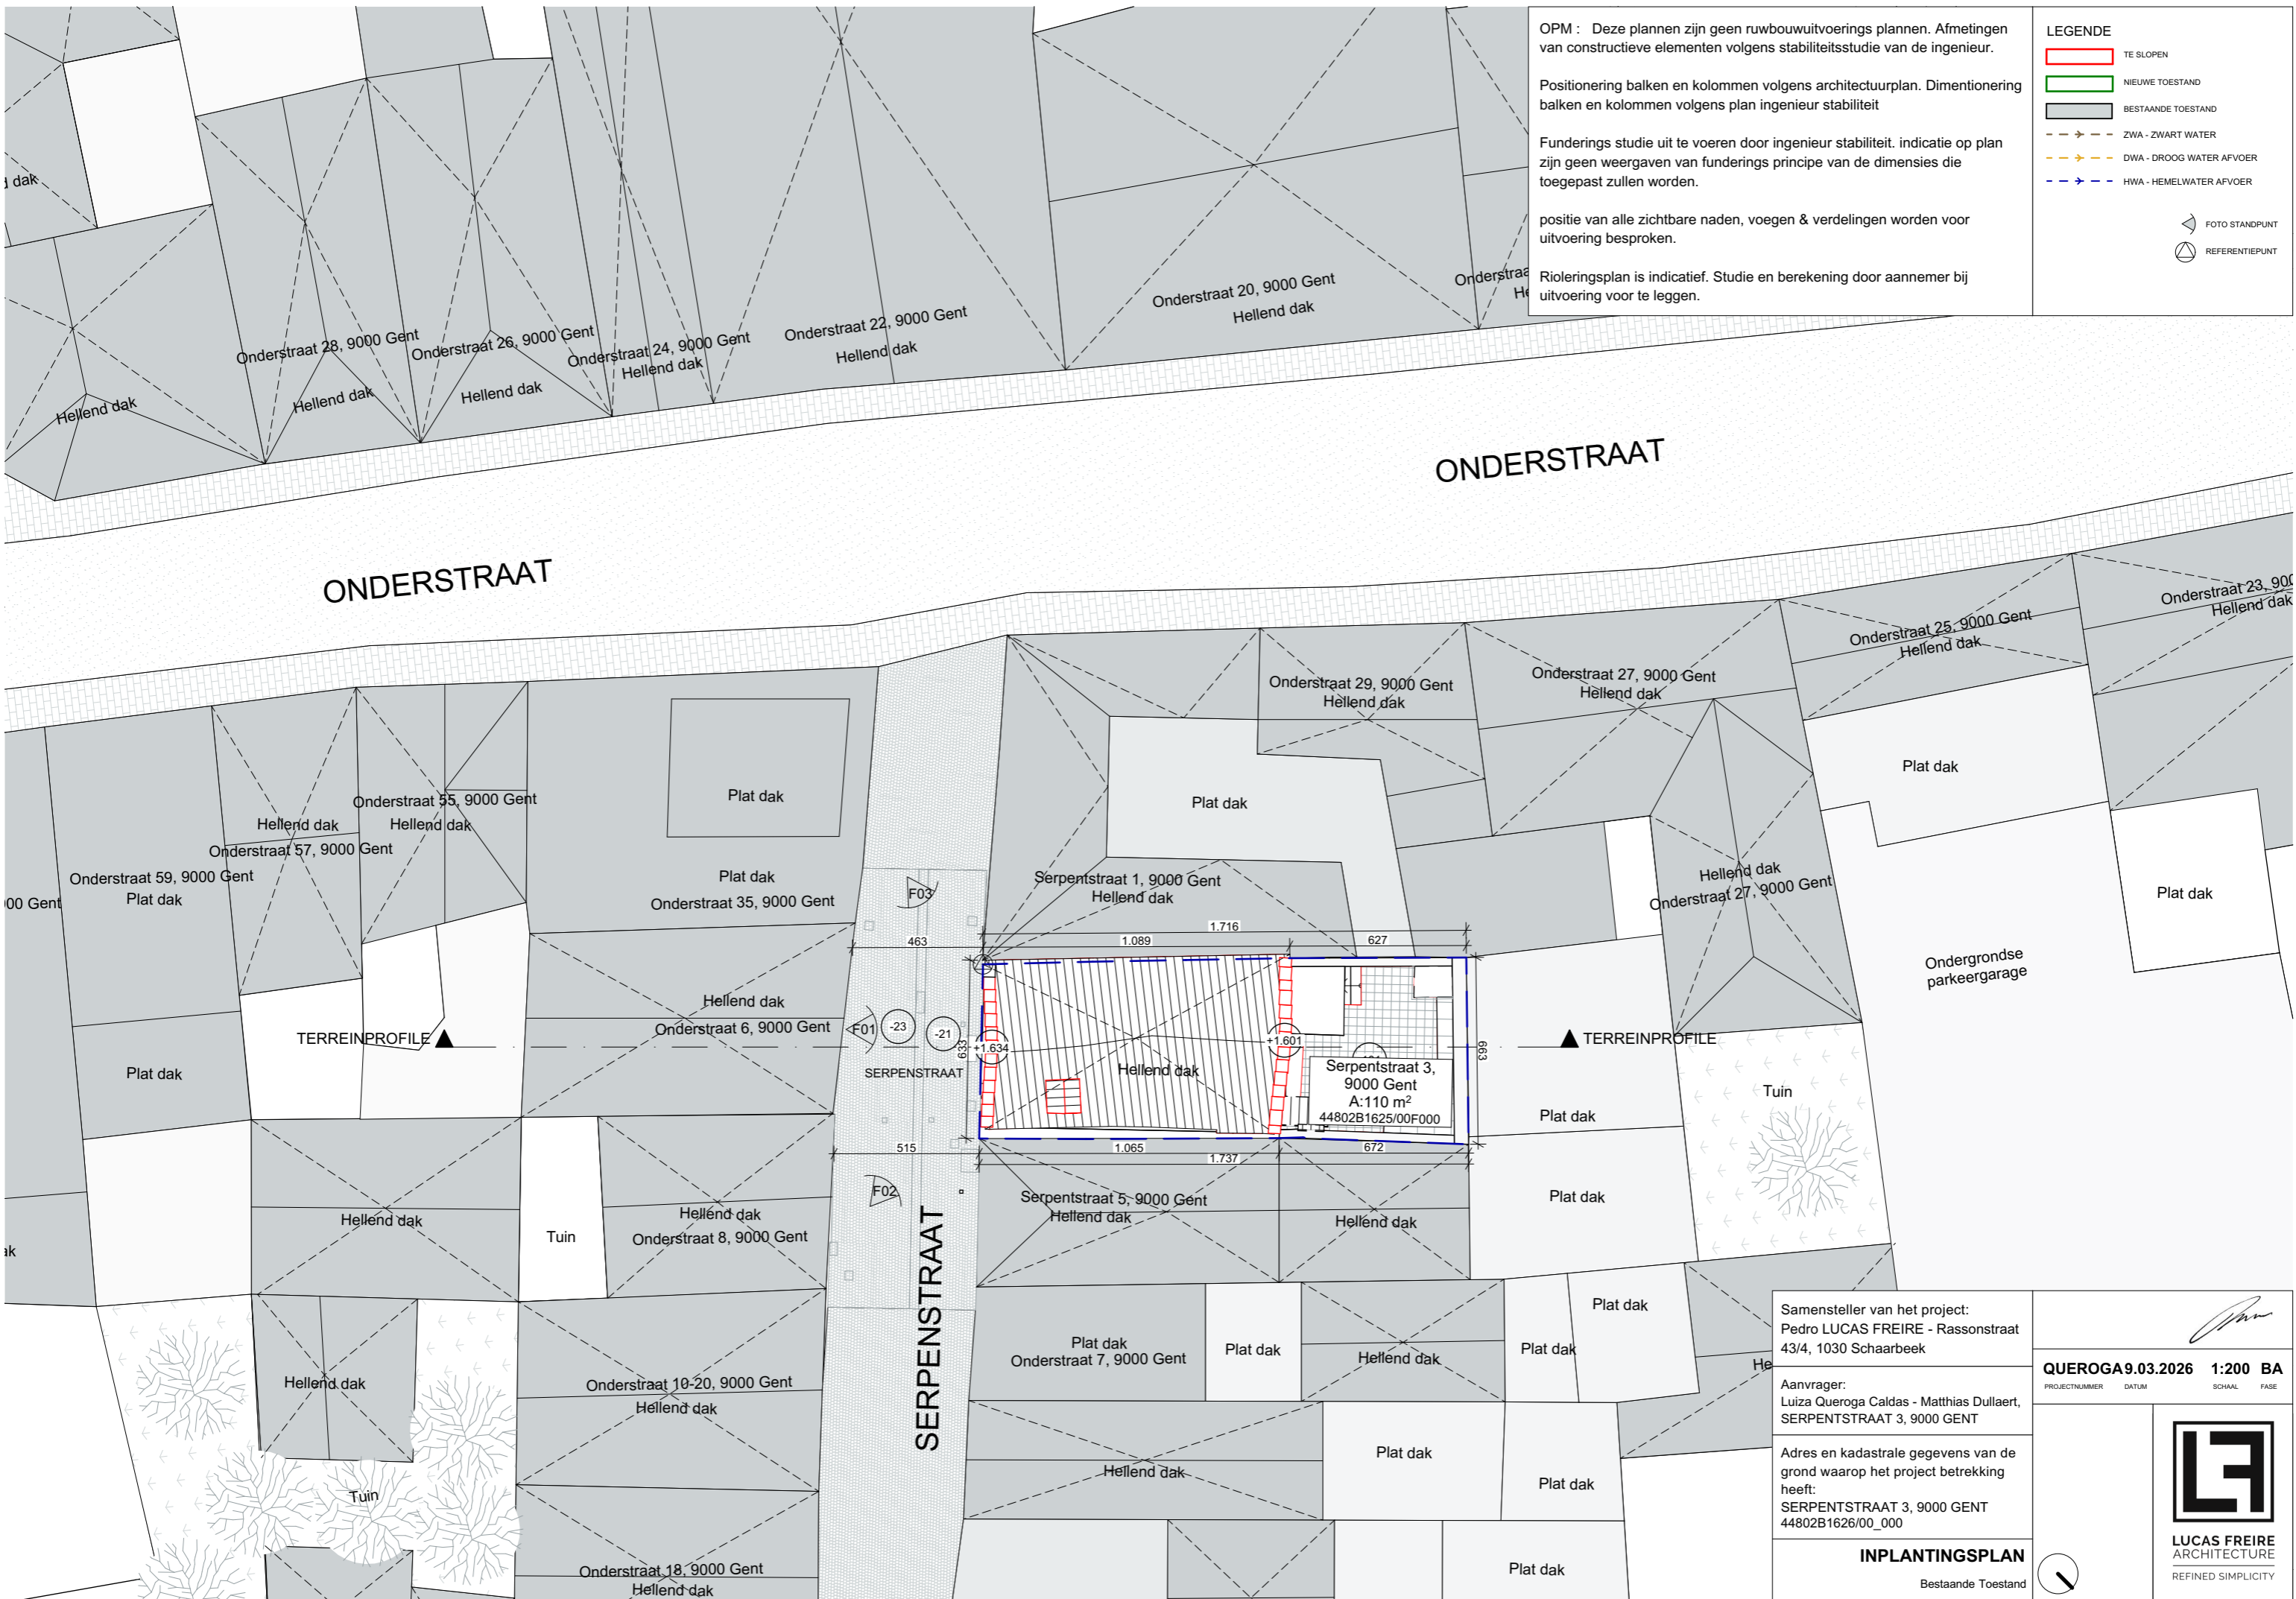 OPM : Deze plannen zijn geen ruwbouwuitvoerings plannen. Afmetingen
van constructieve elementen volgens stabiliteitsstudie van de ingenieur.
Positionering balken en kolommen volgens architectuurplan. Dimentionering
balken en kolommen volgens plan ingenieur stabiliteit
Funderings studie uit te voeren door ingenieur stabiliteit. indicatie op plan
zijn geen weergaven van funderings principe van de dimensies die
toegepast zullen worden.
positie van alle zichtbare naden, voegen & verdelingen worden voor
uitvoering besproken.
Rioleringsplan is indicatief. Studie en berekening door aannemer bij
uitvoering voor te leggen.
LEGENDE
TE SLOPEN
NIEUWE TOESTAND
BESTAANDE TOESTAND
ZWA - ZWART WATER
DWA - DROOG WATER AFVOER
HWA - HEMELWATER AFVOER
FOTO STANDPUNT
REFERENTIEPUNT
dak
Hellend dak
Onderstraat 28, 9000 Gent
Hellend dak
Onderstraat 26, 9000 Gent
Hellend dak
Onderstraat 24, 9000 Gent
Hellend dak
Onderstraat 22, 9000 Gent
Hellend dak
Onderstraat 20, 9000 Gent
Hellend dak
Onderstraa
He
ONDERSTRAAT
ONDERSTRAAT
Onderstraat 23, 900
Hellend dak
Onderstraat 25, 9000 Gent
Hellend dak
Onderstraat 27, 9000 Gent
Hellend dak
Onderstraat 29, 9000 Gent
Hellend dak
Plat dak
Plat dak
Plat dak
Onderstraat 55, 9000 Gent
Hellend dak
Hellend dak
Onderstraat 57, 9000 Gent
00 Gent
Onderstraat 59, 9000 Gent
Plat dak
Plat dak
Onderstraat 35, 9000 Gent
F03
Serpentstraat 1, 9000 Gent
Hellend dak
Hellend dak
Onderstraat 27, 9000 Gent
Plat dak
1.716
463
1.089
627
Ondergrondse
parkeergarage
Hellend dak
Onderstraat 6, 9000 Gent
TERREINPROFILE
F01
-23
-21
633
+1.634
+1.601
663
TERREINPROFILE
SERPENSTRAAT
Hellend dak
Serpentstraat 3,
9000 Gent
A:110 m²
44802B1625/00F000
Plat dak
Plat dak
Tuin
515
1.065
672
1.737
F02
Serpentstraat 5, 9000 Gent
Hellend dak
Hellend dak
Plat dak
Hellend dak
Tuin
Hellend dak
Onderstraat 8, 9000 Gent
ak
SERPENSTRAAT
Plat dak
Onderstraat 7, 9000 Gent
Plat dak
Hellend dak
Plat dak
Plat dak
He
Hellend dak
Onderstraat 10-20, 9000 Gent
Hellend dak
Hellend dak
Plat dak
Plat dak
Tuin
Onderstraat 18, 9000 Gent
Hellend dak
Plat dak
Samensteller van het project:
Pedro LUCAS FREIRE - Rassonstraat
43/4, 1030 Schaarbeek
Aanvrager:
Luiza Queroga Caldas - Matthias Dullaert,
SERPENTSTRAAT 3, 9000 GENT
Adres en kadastrale gegevens van de
grond waarop het project betrekking
heeft:
SERPENTSTRAAT 3, 9000 GENT
44802B1626/00_000
INPLANTINGSPLAN
Bestaande Toestand
QUEROGA 9.03.2026 1:200 BA
PROJECTNUMMER DATUM SCHAAL FASE
LUCAS FREIRE
ARCHITECTURE
REFINED SIMPLICITY